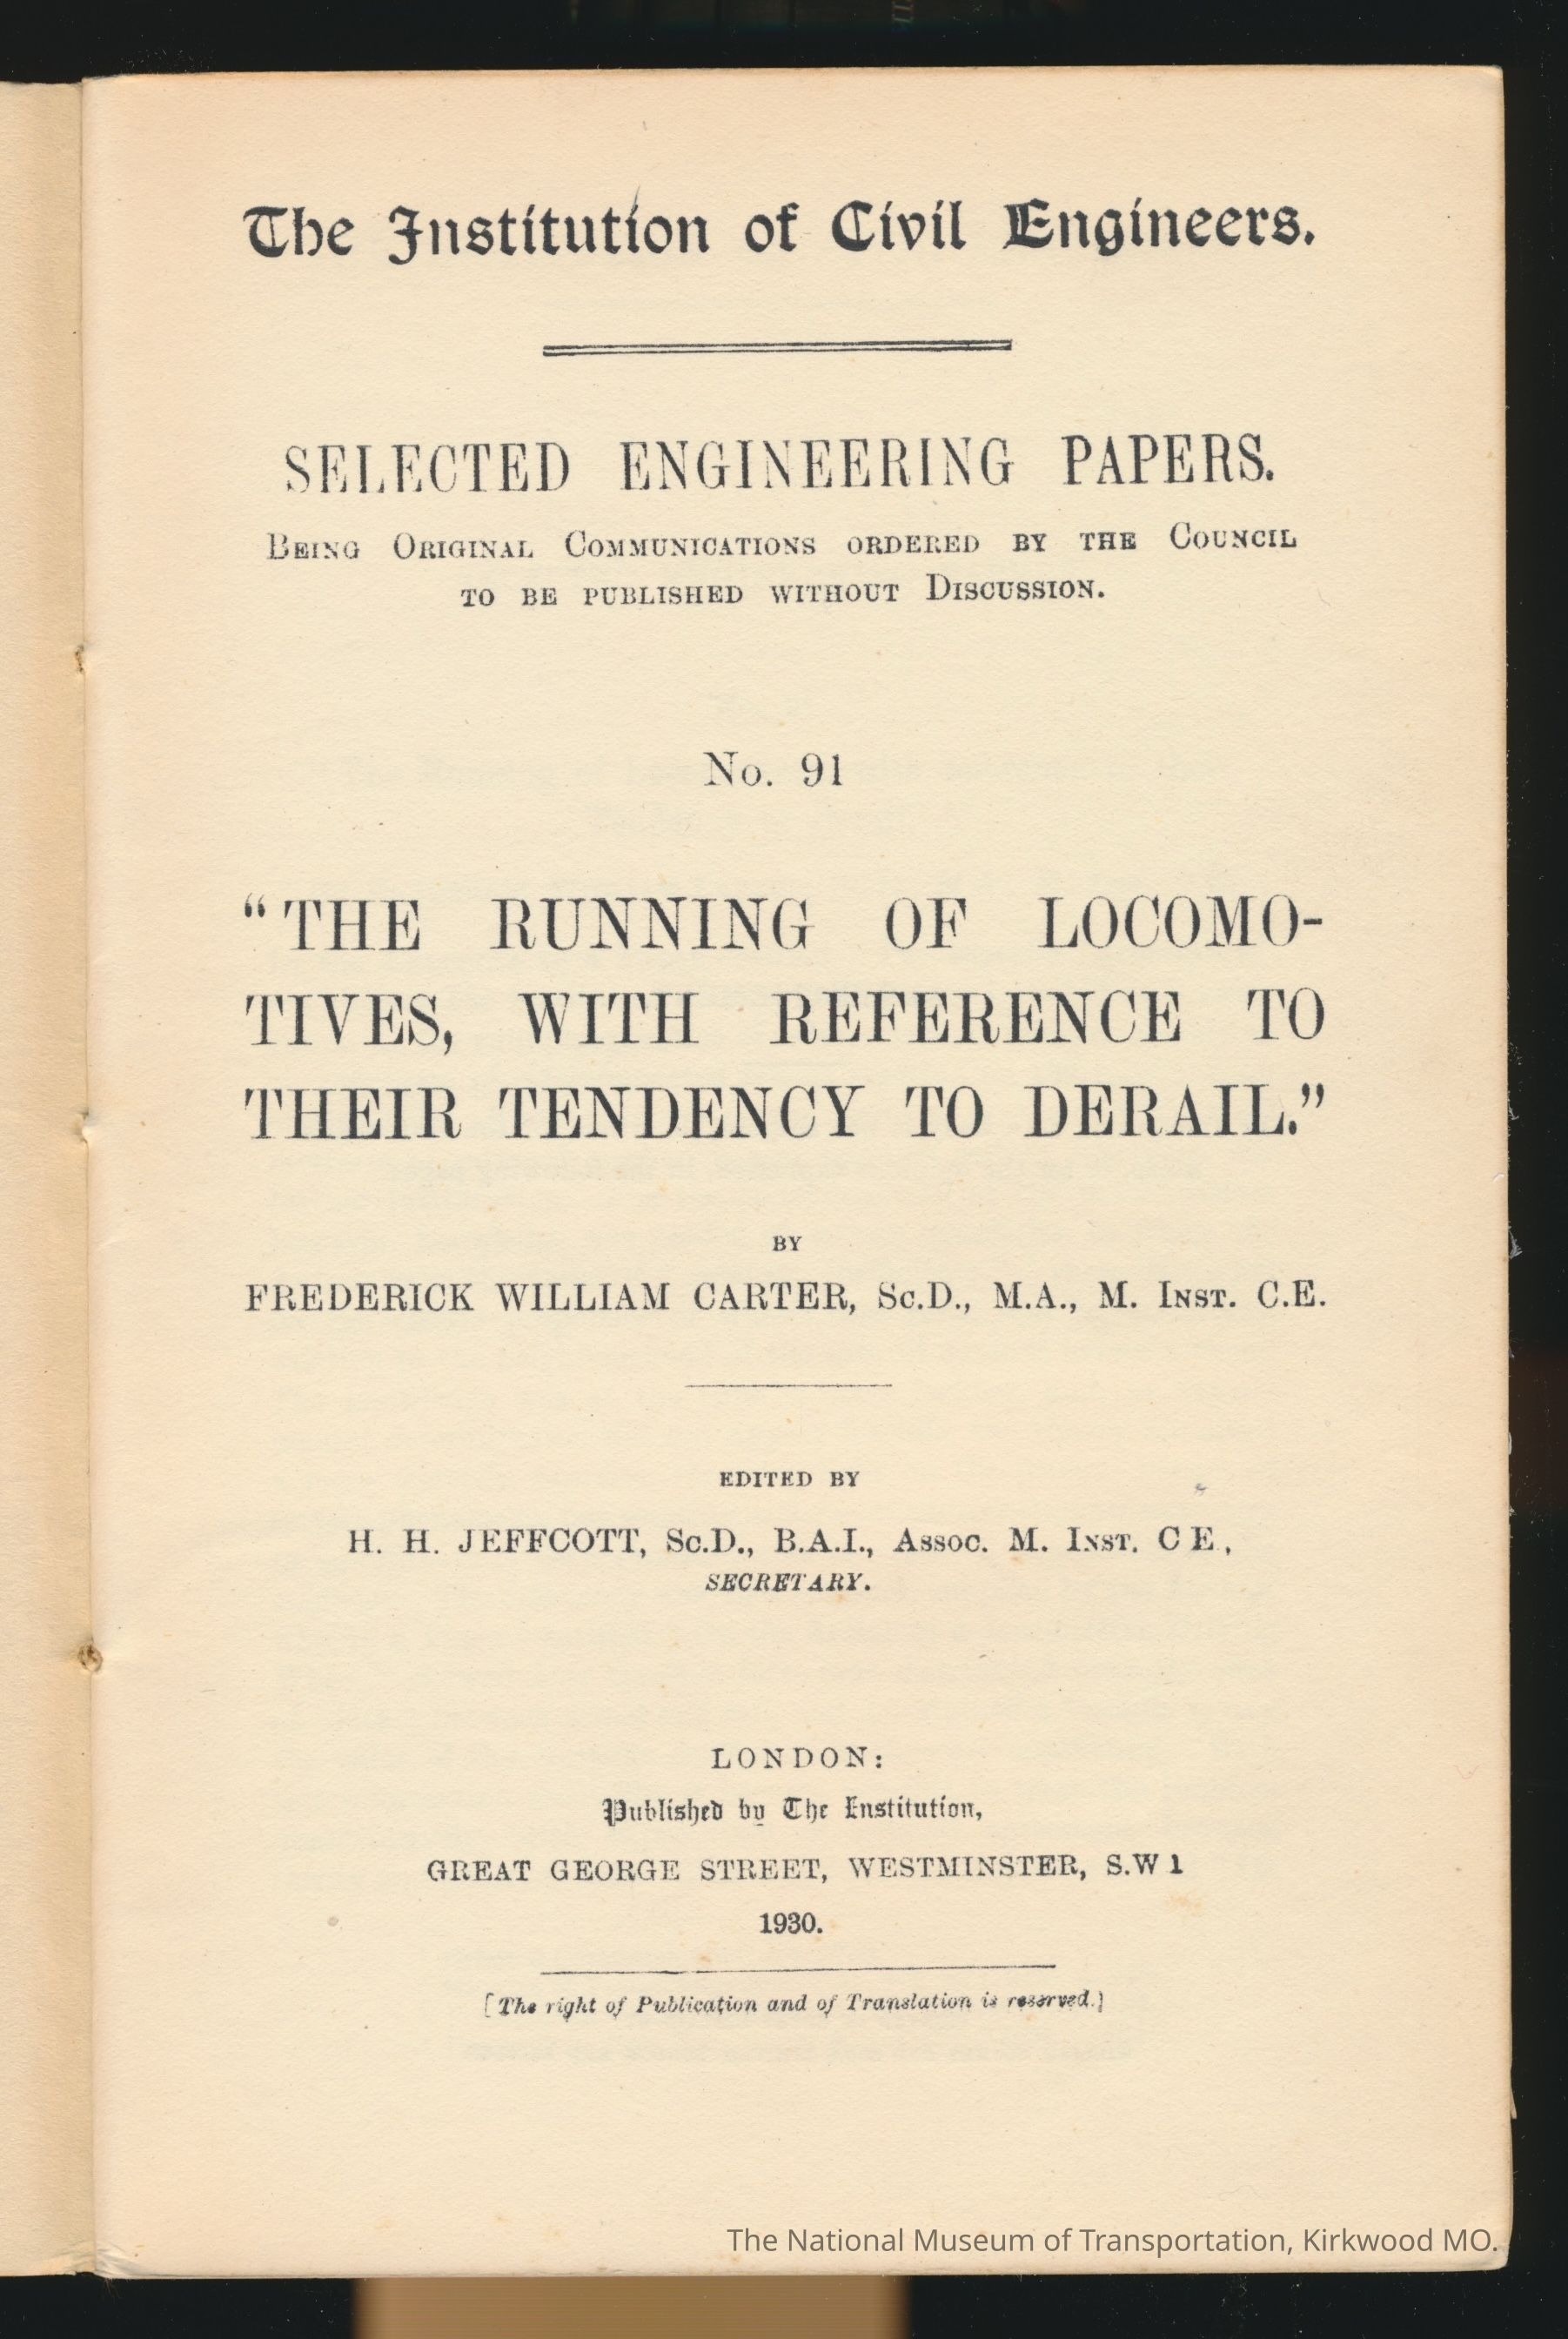 The Institution of Civil Engineers.
SELECTED ENGINEERING PAPERS.
BEING ORIGINAL COMMUNICATIONS ORDERED BY THE COUNCIL
TO BE PUBLISHED WITHOUT DISCUSSION.
No. 91
“THE RUNNING OF LOCOMO-
TIVES, WITH REFERENCE TO
THEIR TENDENCY TO DERAIL.”
BY
FREDERICK WILLIAM CARTER, Sc.D., M.A., M. INST. C.E.
EDITED BY
H. H. JEFFCOTT, Sc.D., B.A.I., ASSOC. M. INST. C E,
SECRETARY.
LONDON:
Published by The Institution,
GREAT GEORGE STREET, WESTMINSTER, S.W 1
1930.
[The right of Publication and of Translation is reserved.]
The National Museum of Transportation, Kirkwood MO.